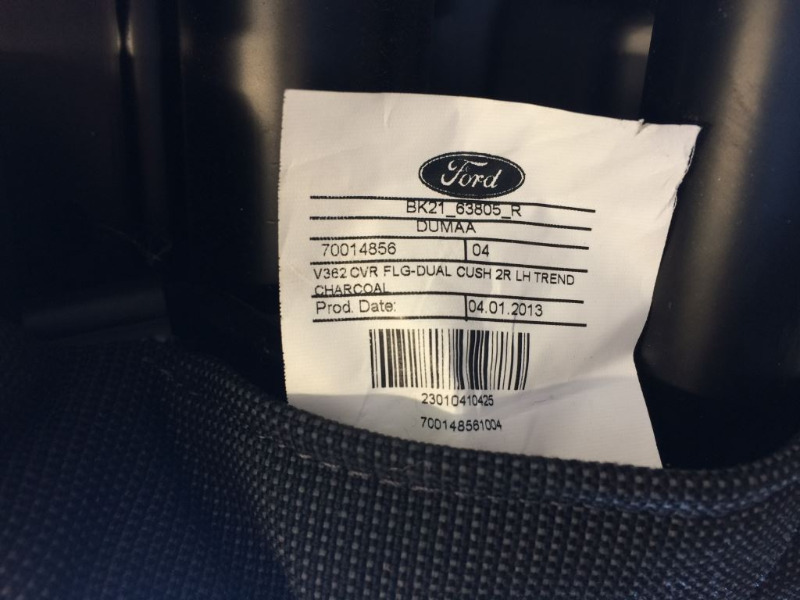 Ford
BK21_63805_R
DUMAA
70014856 04
V362 CVR FLG-DUAL CUSH 2R LH TREND
CHARCOAL
Prod. Date: 04.01.2013
23010410425
700148561004